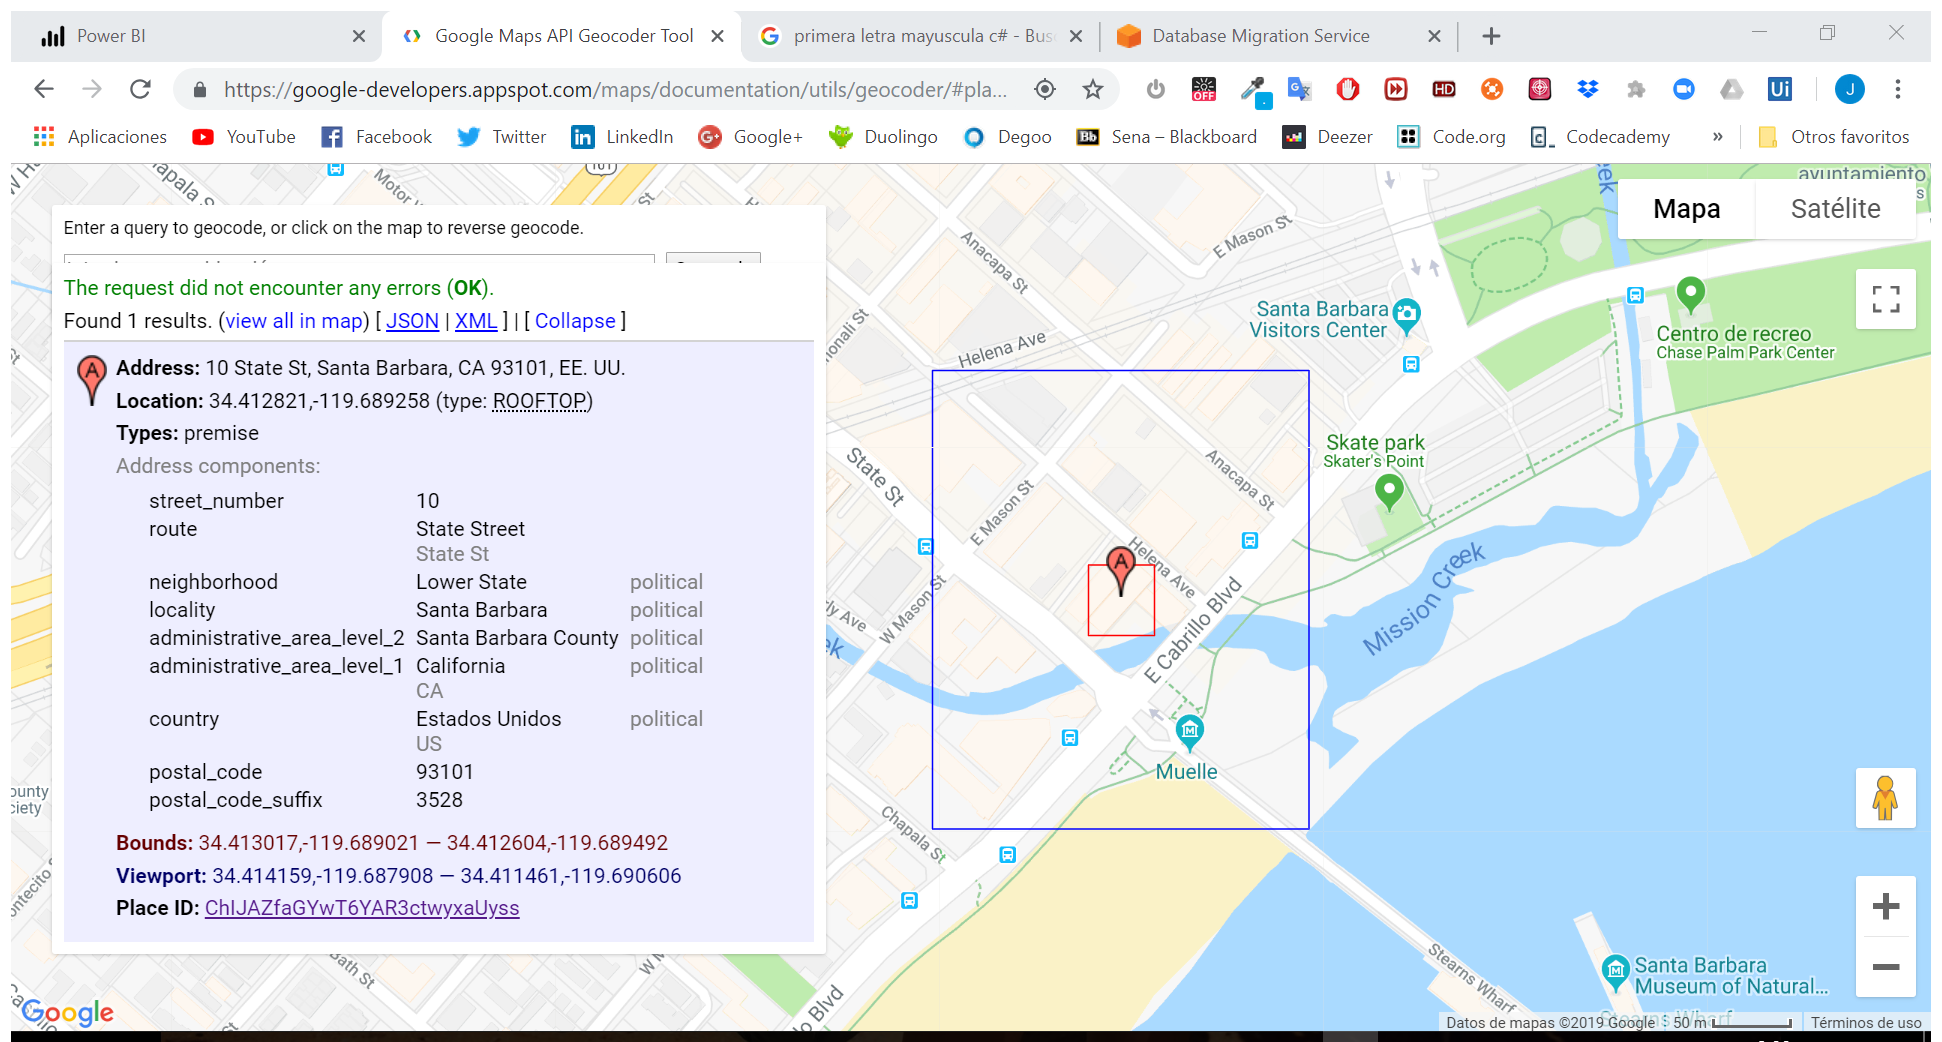 Power BI
Google Maps API Geocoder Tool
primera letra mayuscula c# - Bus
Database Migration Service
https://google-developers.appspot.com/maps/documentation/utils/geocoder/#pla...
OFF
HD
Ui
J
Aplicaciones
YouTube
Facebook
Twitter
LinkedIn
Google+
Duolingo
Degoo
Bb
Sena – Blackboard
Deezer
Code.org
Codecademy
»
Otros favoritos
Enter a query to geocode, or click on the map to reverse geocode.
The request did not encounter any errors (OK).
Found 1 results. (view all in map) [ JSON | XML ] | [ Collapse ]
A
Address: 10 State St, Santa Barbara, CA 93101, EE. UU.
Location: 34.412821,-119.689258 (type: ROOFTOP)
Types: premise
Address components:
street_number 10
route State Street
State St
neighborhood Lower State political
locality Santa Barbara political
administrative_area_level_2 Santa Barbara County political
administrative_area_level_1 California political
CA
country Estados Unidos political
US
postal_code 93101
postal_code_suffix 3528
Bounds: 34.413017,-119.689021 — 34.412604,-119.689492
Viewport: 34.414159,-119.687908 — 34.411461,-119.690606
Place ID: ChIJAZfaGYwT6YAR3ctwyxaUyss
Mapa
Satélite
ayuntamiento
101
E Mason St
Anacapa St
Santa Barbara
Visitors Center
Centro de recreo
Chase Palm Park Center
Helena Ave
Skate park
Skater's Point
State St
E Mason St
Anacapa St
A
Helena Ave
W Mason St
E Cabrillo Blvd
Mission Creek
Muelle
Chapala St
Bath St
Stearns Wharf
Santa Barbara
Museum of Natural...
Stearns Wharf
Google
Datos de mapas ©2019 Google
50 m
Términos de uso